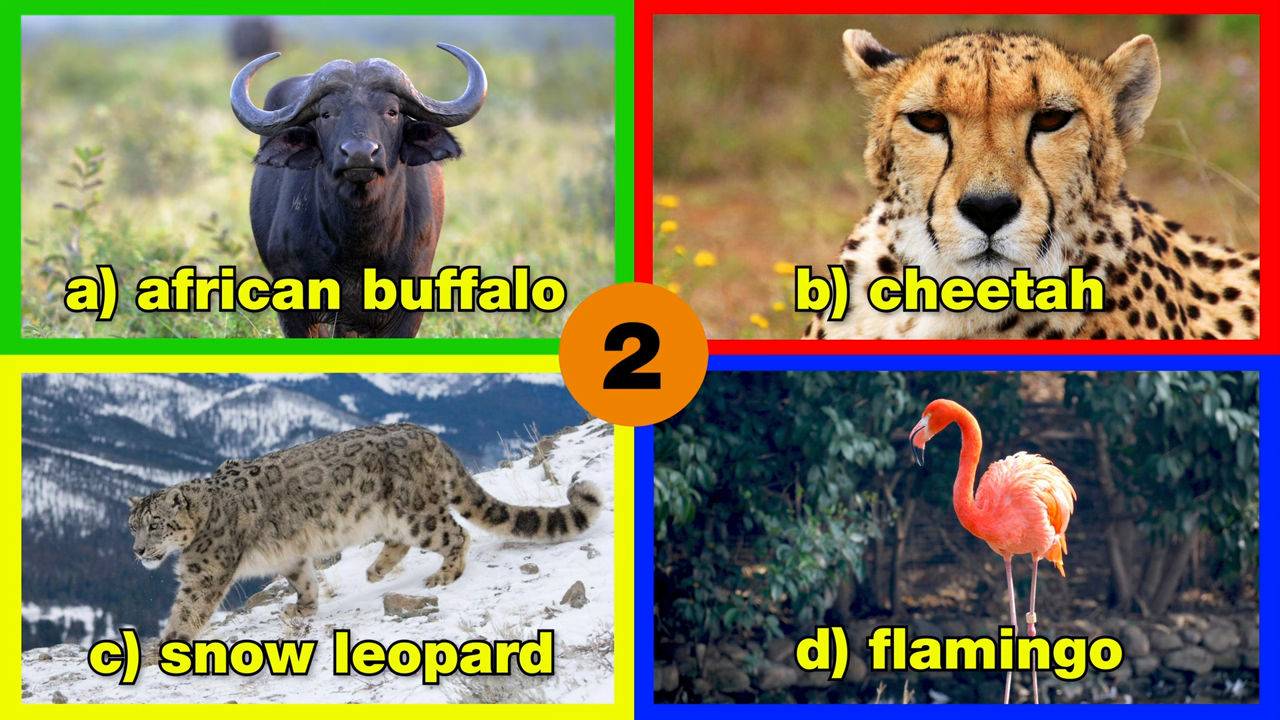 a) african buffalo
b) cheetah
2
c) snow leopard
d) flamingo